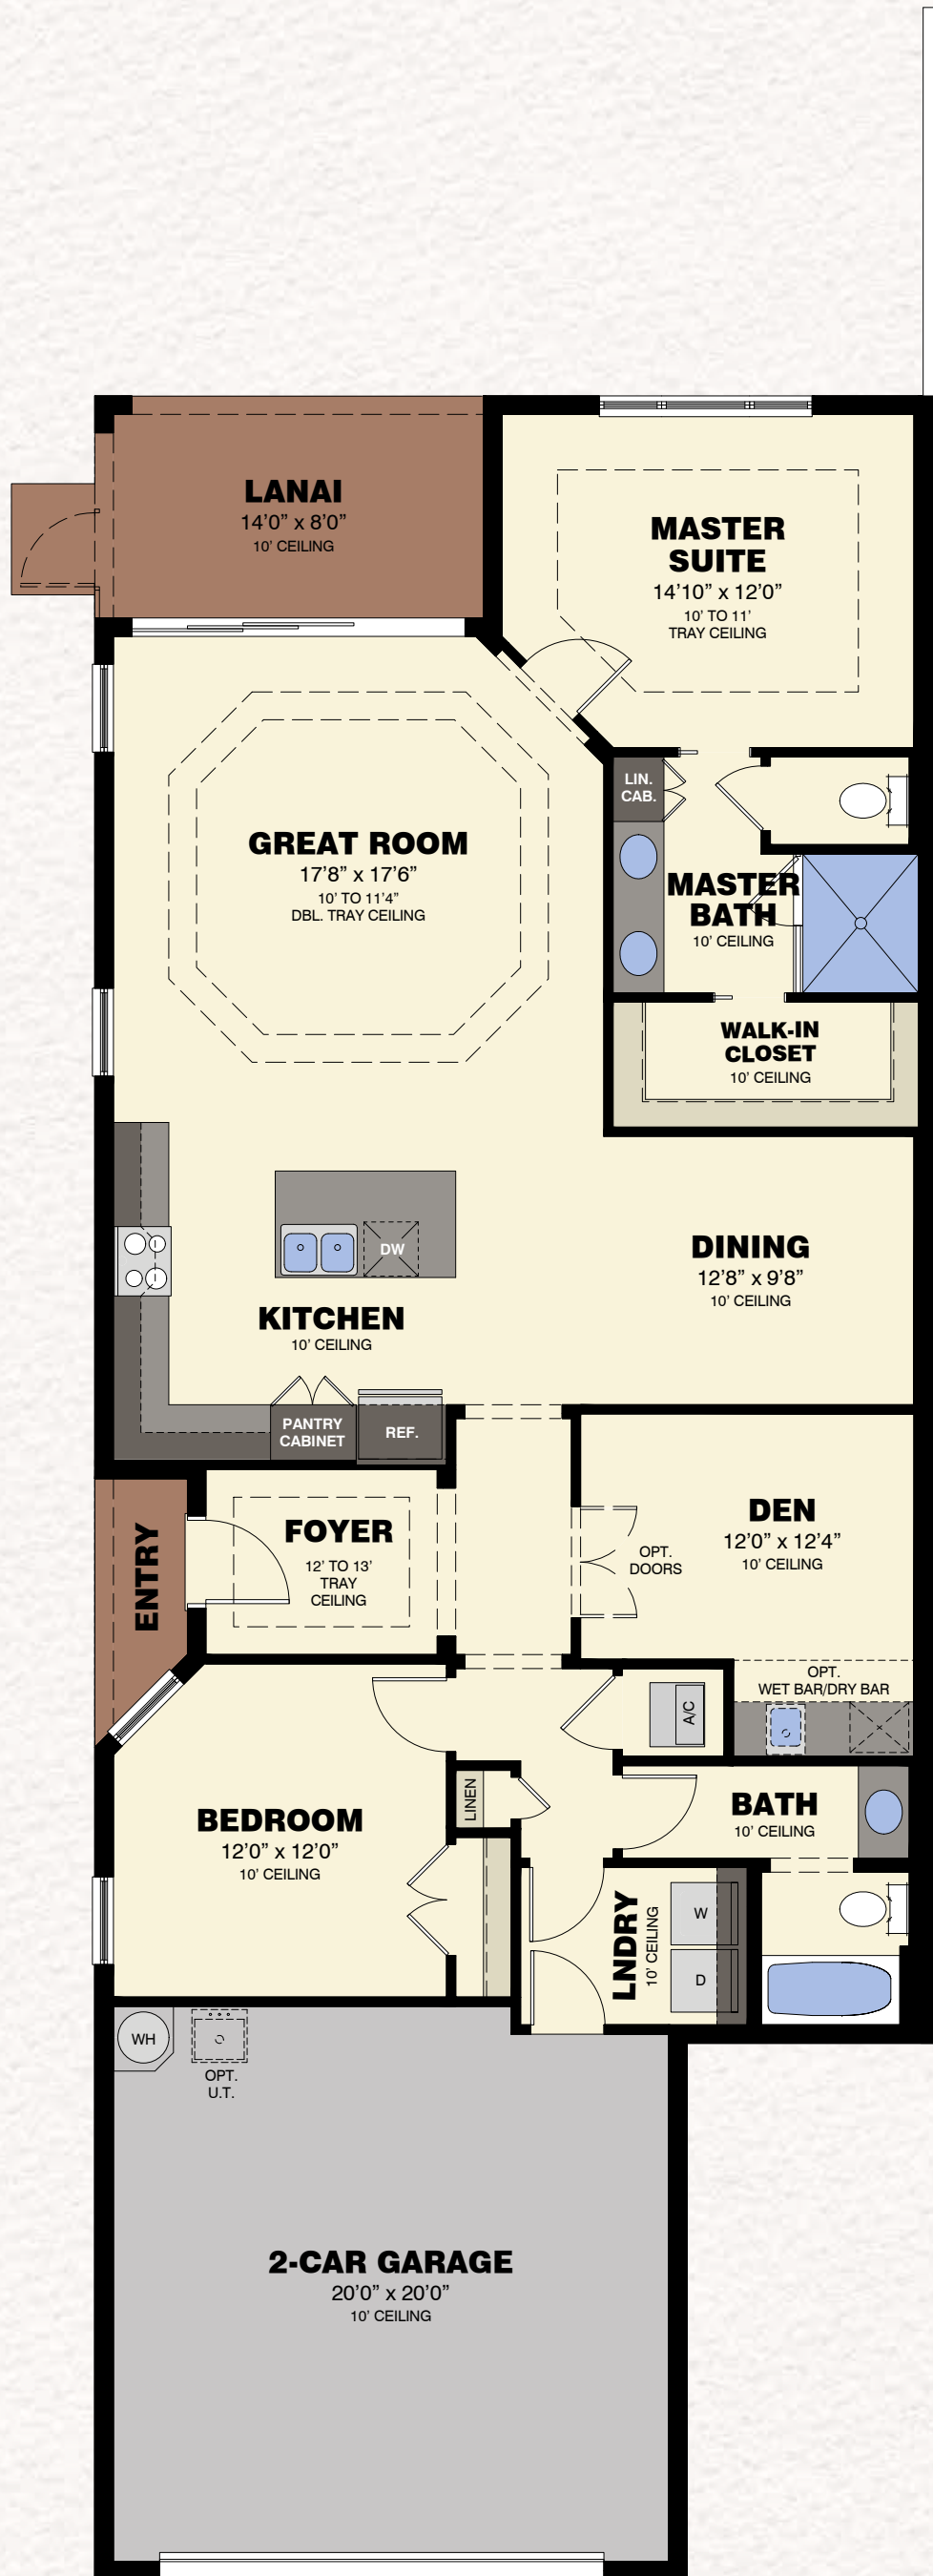 LANAI
14’0” x 8’0”
10’ CEILING
MASTER
SUITE
14’10” x 12’0”
10’ TO 11’
TRAY CEILING
GREAT ROOM
17’8” x 17’6”
10’ TO 11’4”
DBL. TRAY CEILING
LIN.
CAB.
MASTER
BATH
10’ CEILING
WALK-IN
CLOSET
10’ CEILING
DW
KITCHEN
10’ CEILING
DINING
12’8” x 9’8”
10’ CEILING
PANTRY
CABINET
REF.
ENTRY
FOYER
12’ TO 13’
TRAY
CEILING
DEN
12’0” x 12’4”
10’ CEILING
OPT.
DOORS
OPT.
WET BAR/DRY BAR
A/C
LINEN
BEDROOM
12’0” x 12’0”
10’ CEILING
BATH
10’ CEILING
LNDRY
10’ CEILING
W
D
WH
OPT.
U.T.
2-CAR GARAGE
20’0” x 20’0”
10’ CEILING